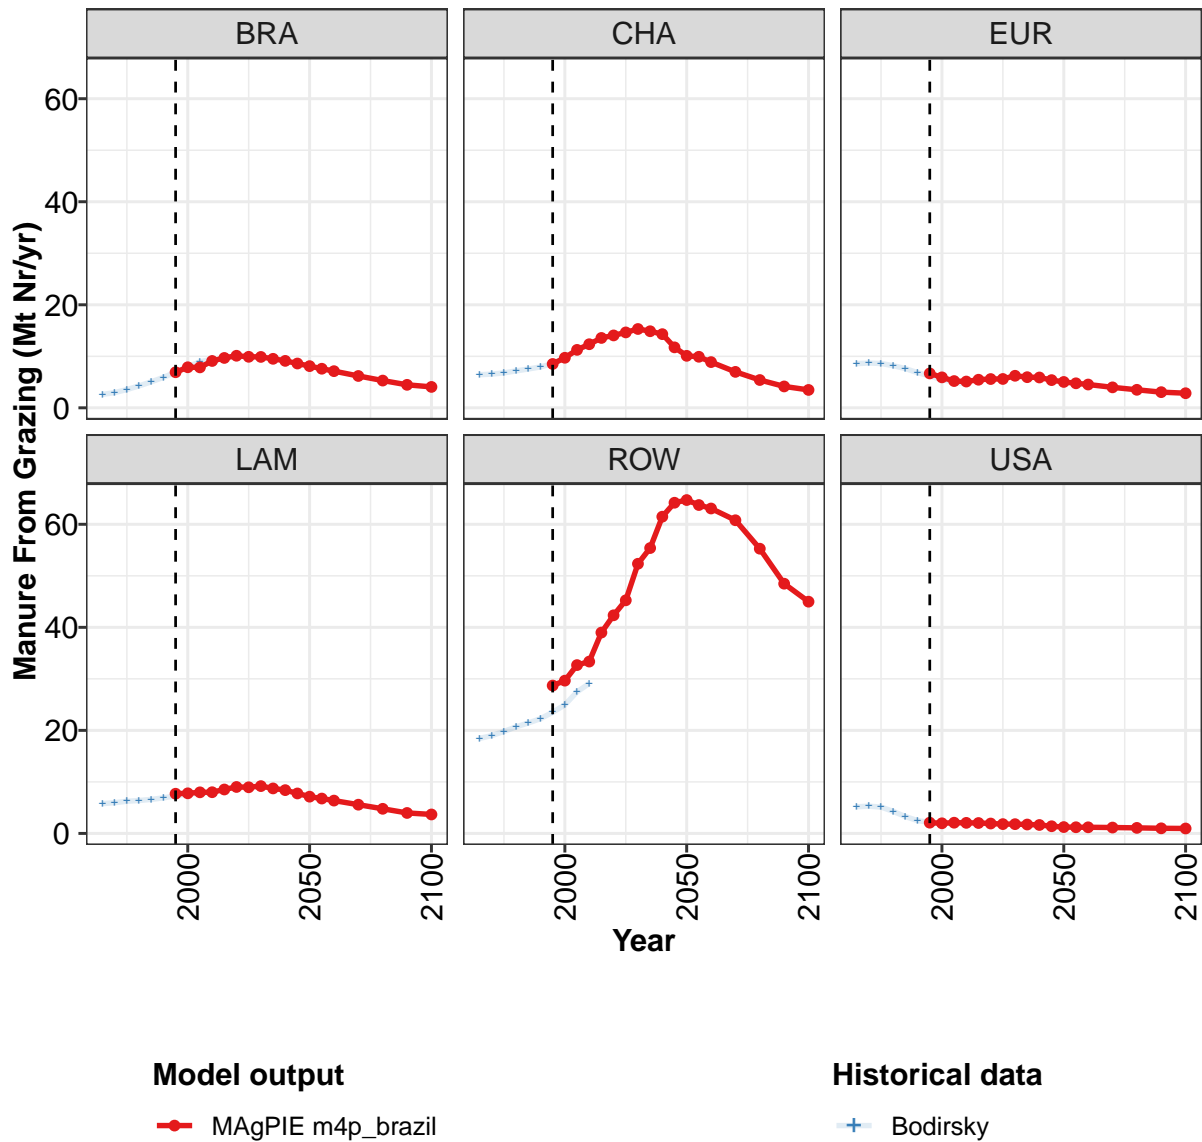 BRA
CHA
EUR
60
40
20
0
LAM
ROW
USA
60
40
20
0
Manure From Grazing (Mt Nr/yr)
2000
2050
2100
2000
2050
2100
2000
2050
2100
Year
Model output
MAgPIE m4p_brazil
Historical data
Bodirsky